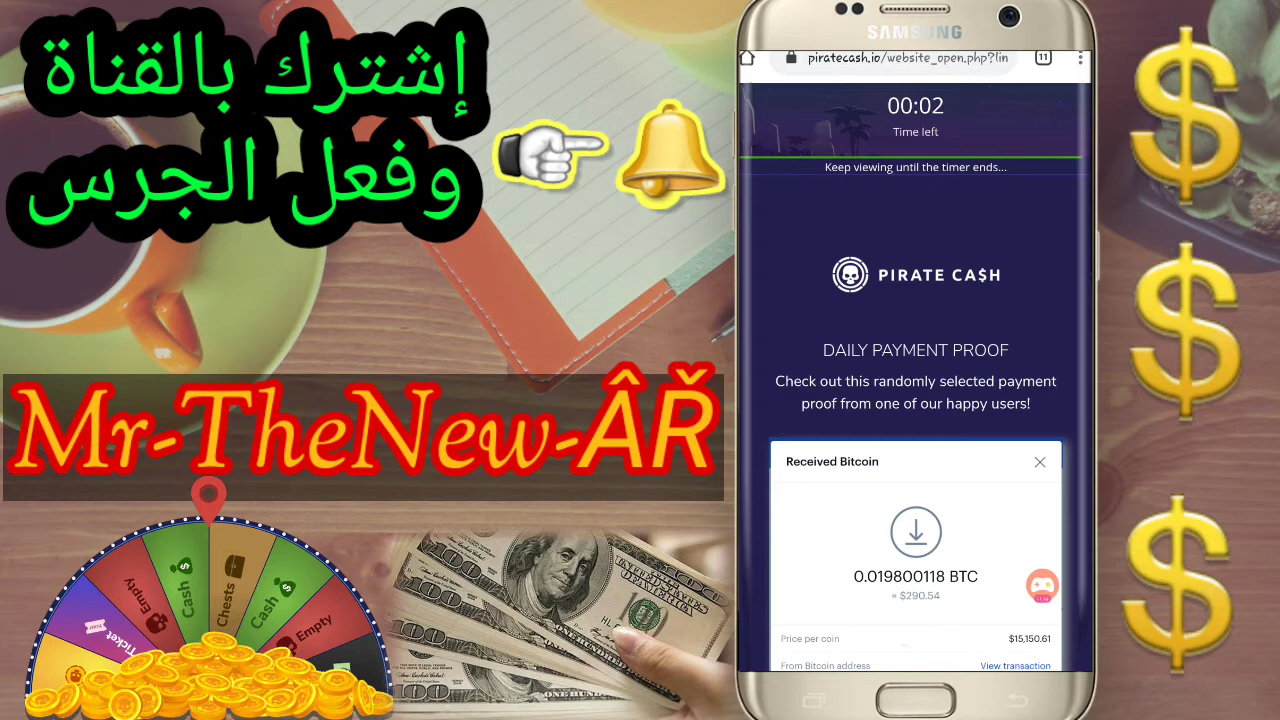 إشترك بالقناة
وفعل الجرس
Mr-TheNew-ÂŘ
Empty
Cash
Chests
Cash
Empty
Ticket
SAMSUNG
piratecash.io/website_open.php?lin
11
00:02
Time left
Keep viewing until the timer ends...
PIRATE CA$H
DAILY PAYMENT PROOF
Check out this randomly selected payment
proof from one of our happy users!
Received Bitcoin
0.019800118 BTC
≈ $290.54
Price per coin $15,150.61
From Bitcoin address View transaction